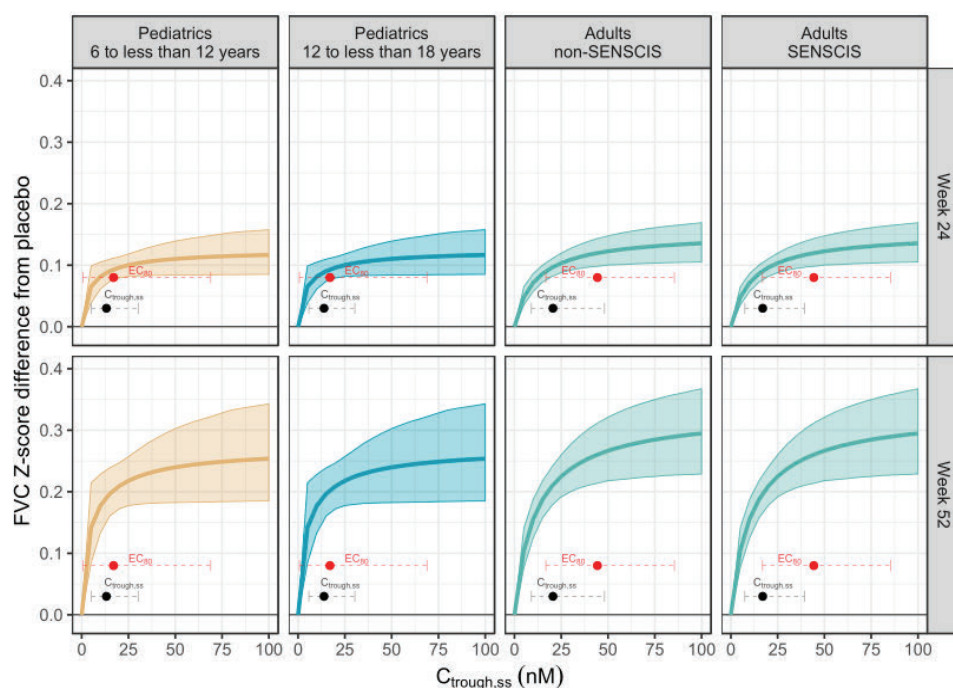 Pediatrics
6 to less than 12 years
Pediatrics
12 to less than 18 years
Adults
non-SENSCIS
Adults
SENSCIS
FVC Z-score difference from placebo
0.4
0.3
0.2
0.1
0.0
EC80
Ctrough,ss
EC80
Ctrough,ss
EC80
Ctrough,ss
EC80
Ctrough,ss
Week 24
0.4
0.3
0.2
0.1
0.0
EC80
Ctrough,ss
EC80
Ctrough,ss
EC80
Ctrough,ss
EC80
Ctrough,ss
Week 52
0 25 50 75 100
0 25 50 75 100
0 25 50 75 100
0 25 50 75 100
Ctrough,ss (nM)